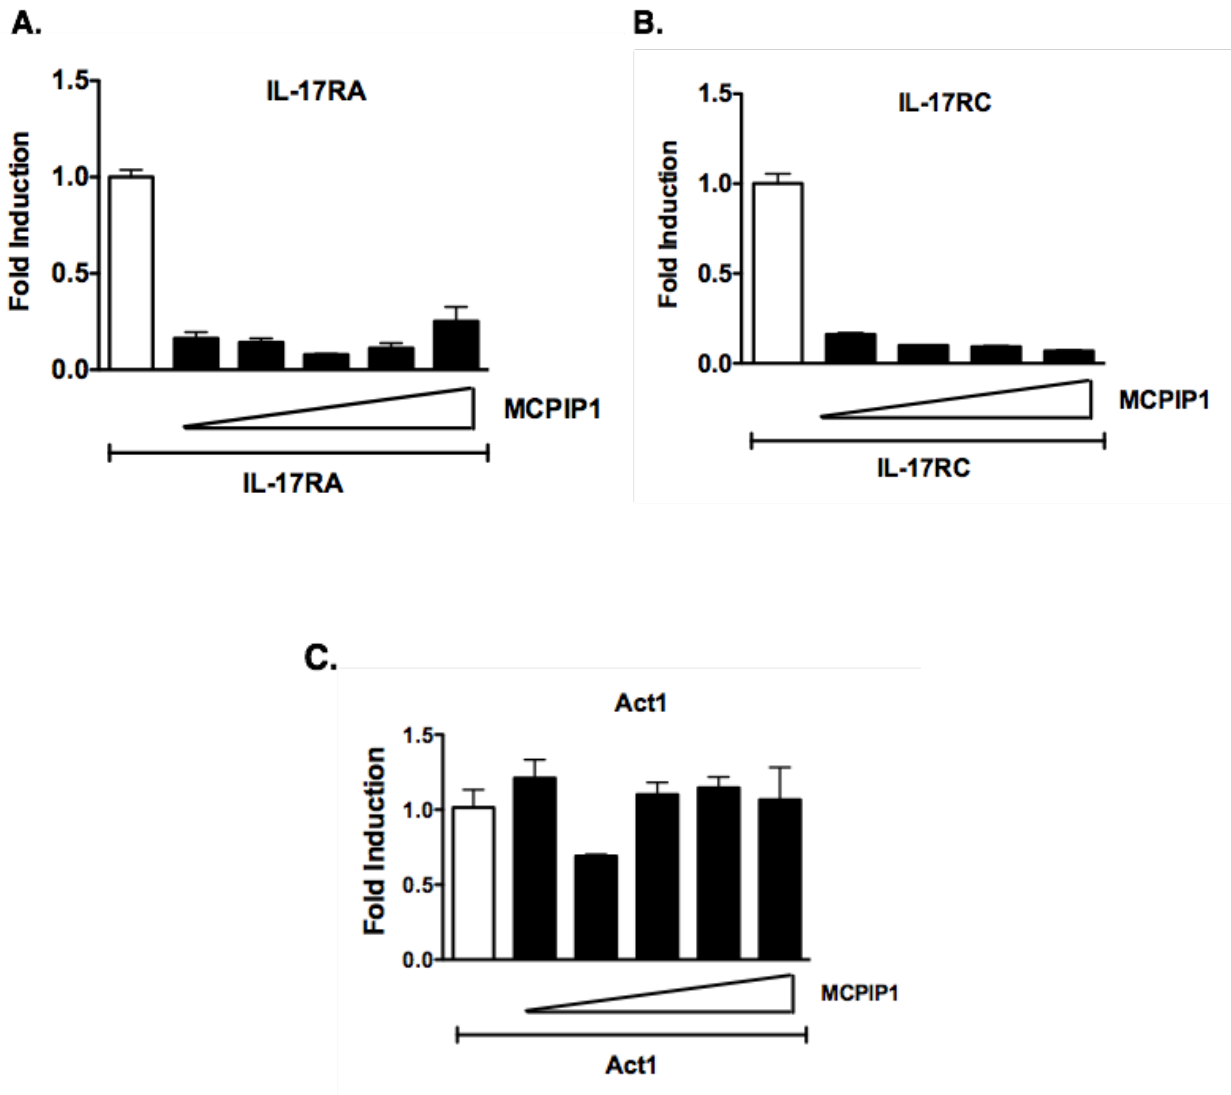 A.
IL-17RA
Fold Induction
1.5
1.0
0.5
0.0
MCPIP1
IL-17RA
B.
IL-17RC
Fold Induction
1.5
1.0
0.5
0.0
MCPIP1
IL-17RC
C.
Act1
Fold Induction
1.5
1.0
0.5
0.0
MCPIP1
Act1